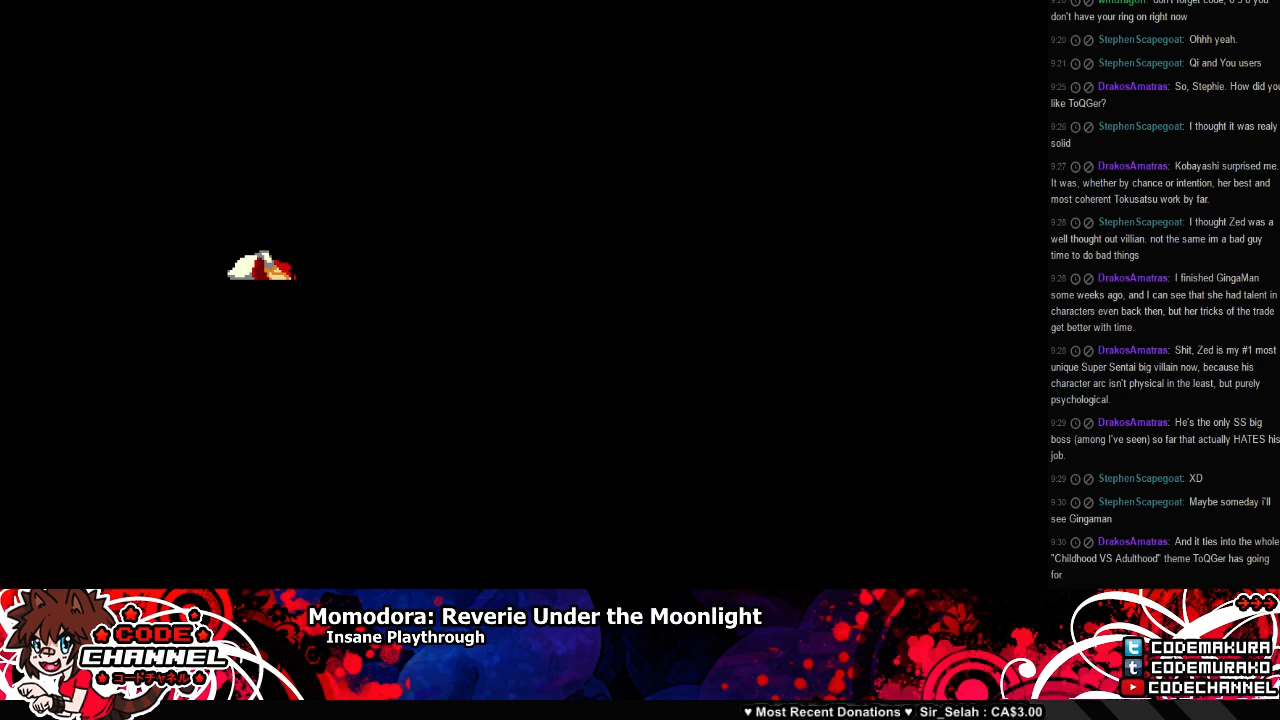 don't have your ring on right now
9:20 StephenScapegoat: Ohhh yeah.
9:21 StephenScapegoat: Qi and You users
9:25 DrakosAmatras: So, Stephie. How did you
like ToQGer?
9:26 StephenScapegoat: I thought it was realy
solid
9:27 DrakosAmatras: Kobayashi surprised me.
It was, whether by chance or intention, her best and
most coherent Tokusatsu work by far.
9:28 StephenScapegoat: I thought Zed was a
well thought out villian. not the same im a bad guy
time to do bad things
9:28 DrakosAmatras: I finished GingaMan
some weeks ago, and I can see that she had talent in
characters even back then, but her tricks of the trade
get better with time.
9:28 DrakosAmatras: Shit, Zed is my #1 most
unique Super Sentai big villain now, because his
character arc isn't physical in the least, but purely
psychological.
9:29 DrakosAmatras: He's the only SS big
boss (among I've seen) so far that actually HATES his
job.
9:29 StephenScapegoat: XD
9:30 StephenScapegoat: Maybe someday i'll
see Gingaman
9:30 DrakosAmatras: And it ties into the whole
"Childhood VS Adulthood" theme ToQGer has going
for.
Momodora: Reverie Under the Moonlight
Insane Playthrough
CODE
CHANNEL
コードチャンネル
CODEMAKURA
CODEMURAKO
CODECHANNEL
♥ Most Recent Donations ♥ Sir_Selah : CA$3.00